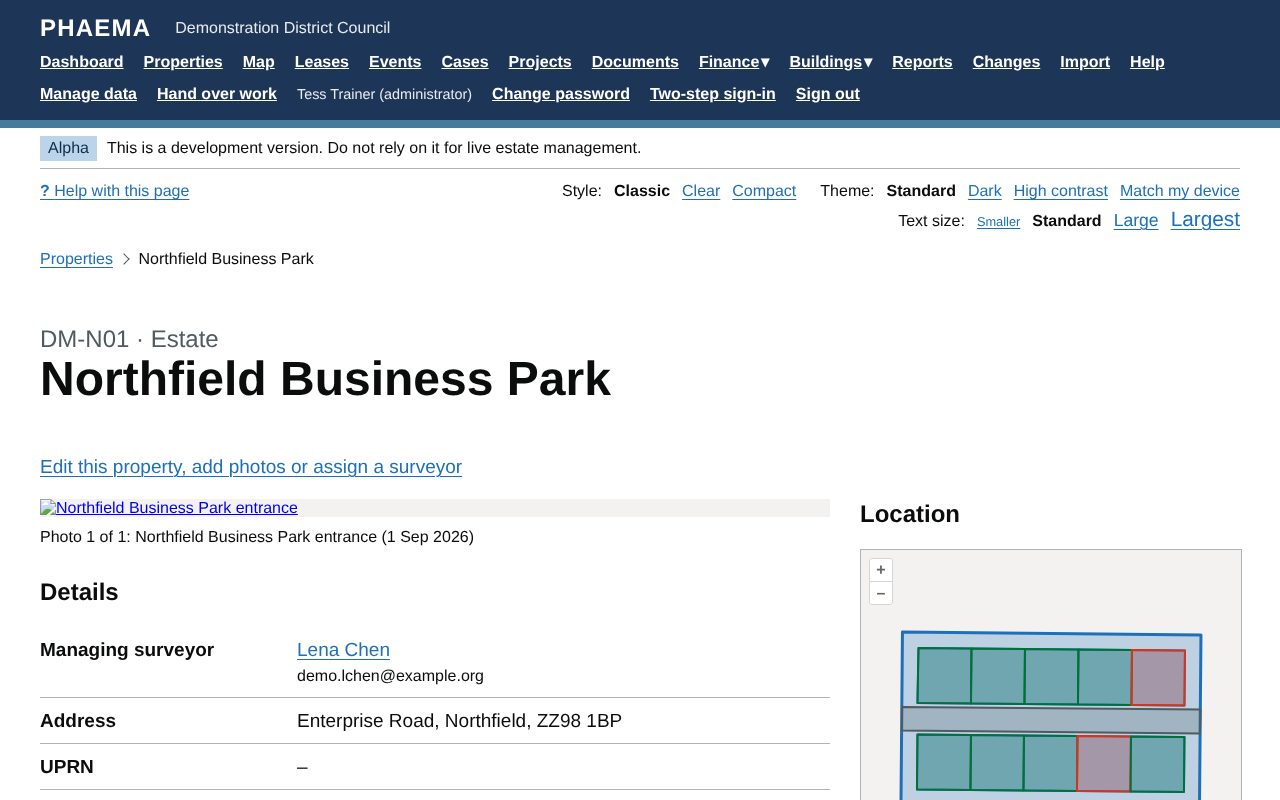 PHAEMA Demonstration District Council
Dashboard Properties Map Leases Events Cases Projects Documents Finance▾ Buildings▾ Reports Changes Import Help
Manage data Hand over work Tess Trainer (administrator) Change password Two-step sign-in Sign out
Alpha This is a development version. Do not rely on it for live estate management.
? Help with this page Style: Classic Clear Compact Theme: Standard Dark High contrast Match my device
Text size: Smaller Standard Large Largest
Properties > Northfield Business Park
DM-N01 · Estate
Northfield Business Park
Edit this property, add photos or assign a surveyor
Northfield Business Park entrance
Photo 1 of 1: Northfield Business Park entrance (1 Sep 2026)
Location
+
−
Details
Managing surveyor Lena Chen
demo.lchen@example.org
Address Enterprise Road, Northfield, ZZ98 1BP
UPRN –